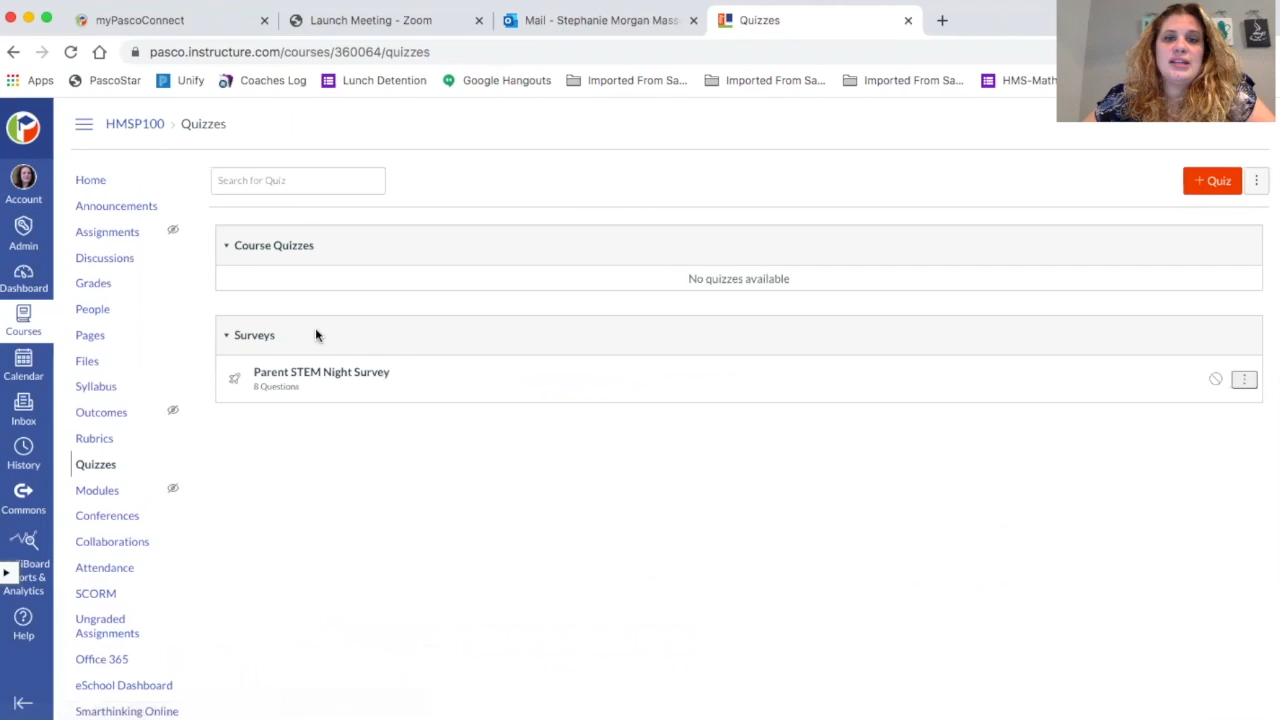 myPascoConnect
Launch Meeting - Zoom
Mail - Stephanie Morgan Mass
Quizzes
pasco.instructure.com/courses/360064/quizzes
Apps
PascoStar
Unify
Coaches Log
Lunch Detention
Google Hangouts
Imported From Sa...
Imported From Sa...
Imported From Sa...
HMS-Math
HMSP100 › Quizzes
Account
Admin
Dashboard
Courses
Calendar
Inbox
History
Commons
iBoard
orts &
Analytics
Help
Home
Announcements
Assignments
Discussions
Grades
People
Pages
Files
Syllabus
Outcomes
Rubrics
Quizzes
Modules
Conferences
Collaborations
Attendance
SCORM
Ungraded
Assignments
Office 365
eSchool Dashboard
Smarthinking Online
Search for Quiz
+ Quiz
Course Quizzes
No quizzes available
Surveys
Parent STEM Night Survey
8 Questions